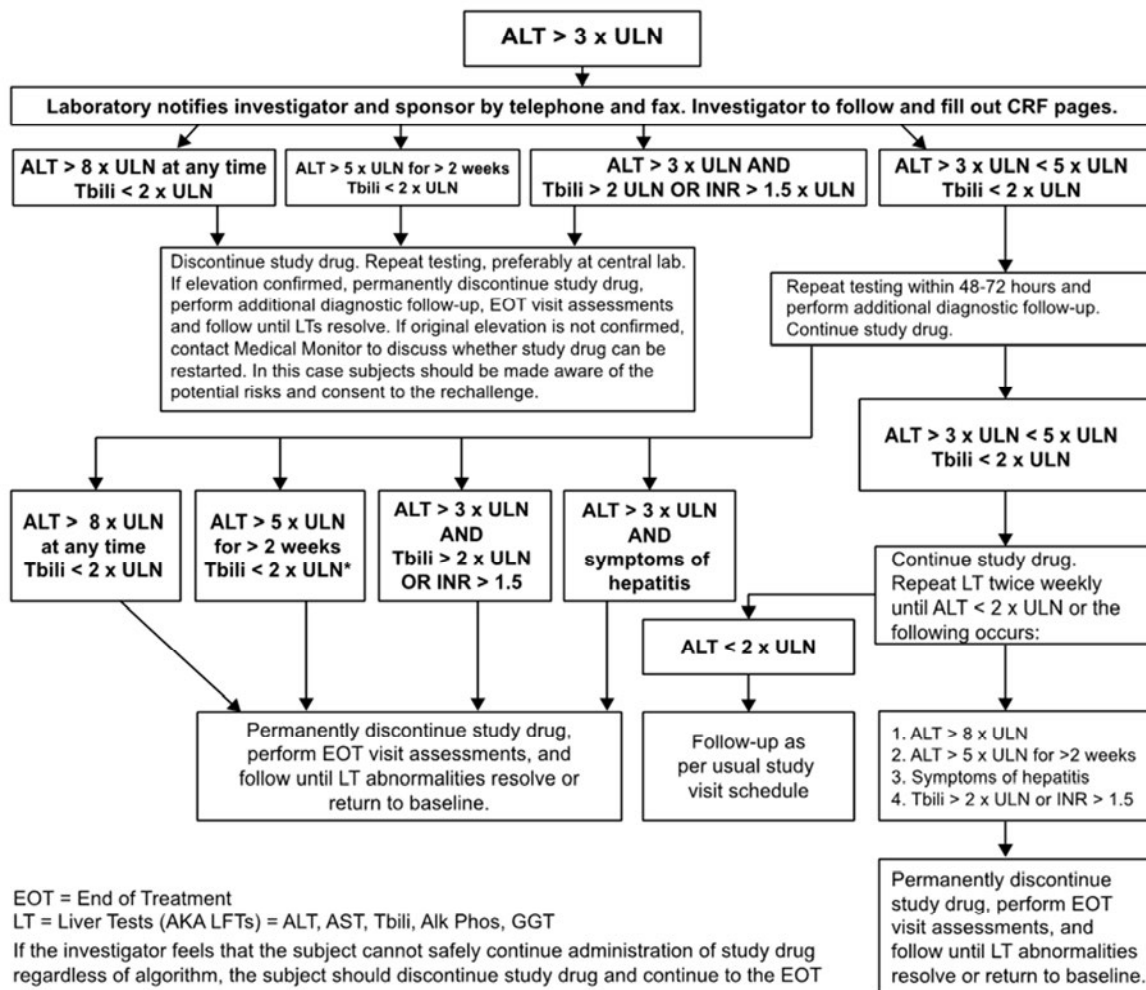 ALT > 3 x ULN
Laboratory notifies investigator and sponsor by telephone and fax. Investigator to follow and fill out CRF pages.
ALT > 8 x ULN at any time
Tbili < 2 x ULN
ALT > 5 x ULN for > 2 weeks
Tbili < 2 x ULN
ALT > 3 x ULN AND
Tbili > 2 ULN OR INR > 1.5 x ULN
ALT > 3 x ULN < 5 x ULN
Tbili < 2 x ULN
Discontinue study drug. Repeat testing, preferably at central lab.
If elevation confirmed, permanently discontinue study drug,
perform additional diagnostic follow-up, EOT visit assessments
and follow until LTs resolve. If original elevation is not confirmed,
contact Medical Monitor to discuss whether study drug can be
restarted. In this case subjects should be made aware of the
potential risks and consent to the rechallenge.
Repeat testing within 48-72 hours and
perform additional diagnostic follow-up.
Continue study drug.
ALT > 3 x ULN < 5 x ULN
Tbili < 2 x ULN
ALT > 8 x ULN
at any time
Tbili < 2 x ULN
ALT > 5 x ULN
for > 2 weeks
Tbili < 2 x ULN*
ALT > 3 x ULN
AND
Tbili > 2 x ULN
OR INR > 1.5
ALT > 3 x ULN
AND
symptoms of
hepatitis
Continue study drug.
Repeat LT twice weekly
until ALT < 2 x ULN or the
following occurs:
ALT < 2 x ULN
Permanently discontinue study drug,
perform EOT visit assessments, and
follow until LT abnormalities resolve or
return to baseline.
Follow-up as
per usual study
visit schedule
1. ALT > 8 x ULN
2. ALT > 5 x ULN for >2 weeks
3. Symptoms of hepatitis
4. Tbili > 2 x ULN or INR > 1.5
Permanently discontinue
study drug, perform EOT
visit assessments, and
follow until LT abnormalities
resolve or return to baseline.
EOT = End of Treatment
LT = Liver Tests (AKA LFTs) = ALT, AST, Tbili, Alk Phos, GGT
If the investigator feels that the subject cannot safely continue administration of study drug
regardless of algorithm, the subject should discontinue study drug and continue to the EOT